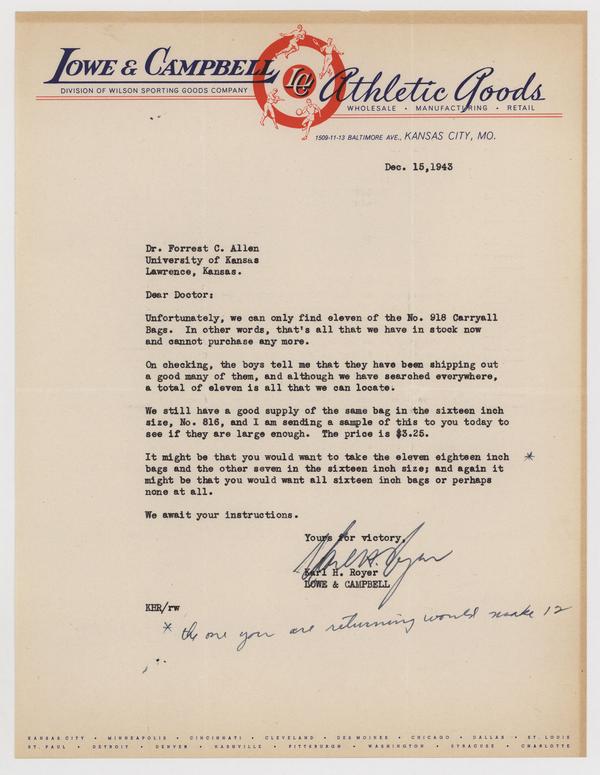 LOWE & CAMPBELL LC Athletic Goods
DIVISION OF WILSON SPORTING GOODS COMPANY
WHOLESALE • MANUFACTURING • RETAIL
1509-11-13 BALTIMORE AVE., KANSAS CITY, MO.
Dec. 15,1943
Dr. Forrest C. Allen
University of Kansas
Lawrence, Kansas.
Dear Doctor:
Unfortunately, we can only find eleven of the No. 918 Carryall
Bags. In other words, that's all that we have in stock now
and cannot purchase any more.
On checking, the boys tell me that they have been shipping out
a good many of them, and although we have searched everywhere,
a total of eleven is all that we can locate.
We still have a good supply of the same bag in the sixteen inch
size, No. 816, and I am sending a sample of this to you today to
see if they are large enough. The price is $3.25.
It might be that you would want to take the eleven eighteen inch *
bags and the other seven in the sixteen inch size; and again it
might be that you would want all sixteen inch bags or perhaps
none at all.
We await your instructions.
Yours for victory,
Karl H. Royer
Karl H. Royer
LOWE & CAMPBELL
KHR/rw
* the one you are returning would make 12
KANSAS CITY • MINNEAPOLIS • CINCINNATI • CLEVELAND • DES MOINES • CHICAGO • DALLAS • ST. LOUIS
ST. PAUL • DETROIT • DENVER • NASHVILLE • PITTSBURGH • WASHINGTON • SYRACUSE • CHARLOTTE